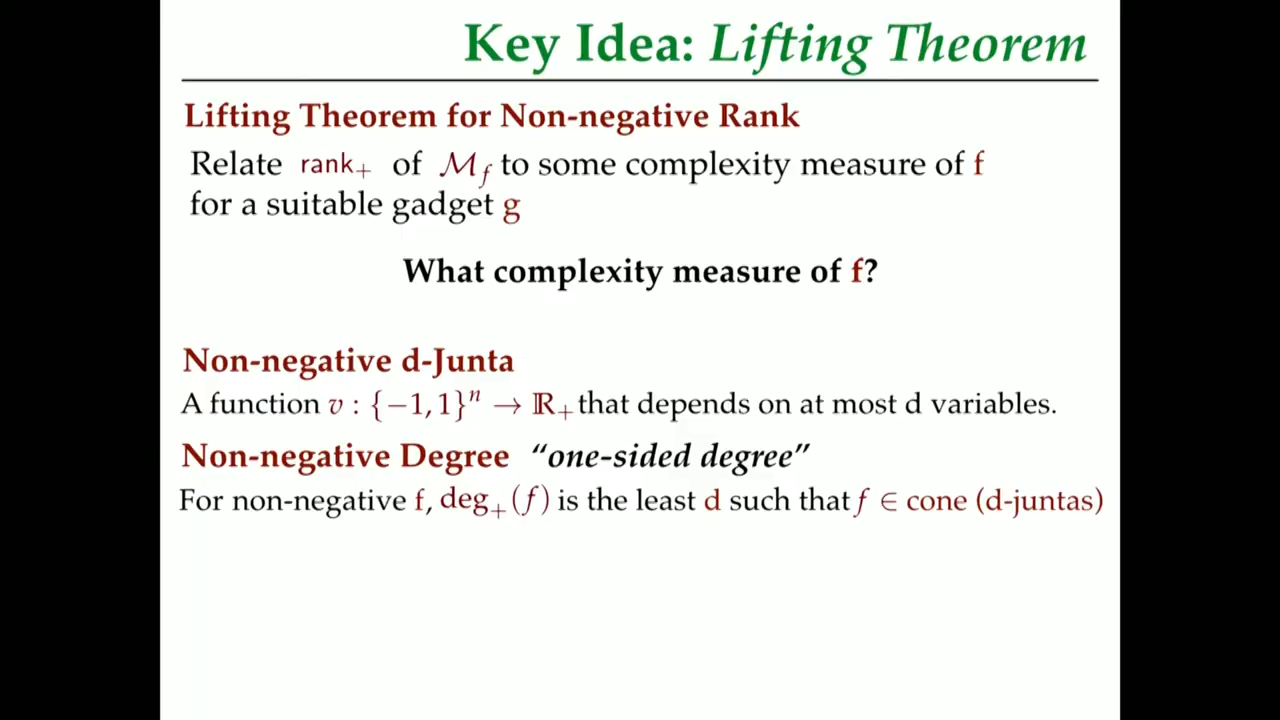 Key Idea: Lifting Theorem
Lifting Theorem for Non-negative Rank
Relate rank₊ of ℳ_f to some complexity measure of f
for a suitable gadget g
What complexity measure of f?
Non-negative d-Junta
A function v : {−1, 1}ⁿ → ℝ₊ that depends on at most d variables.
Non-negative Degree “one-sided degree”
For non-negative f, deg₊(f) is the least d such that f ∈ cone (d-juntas)